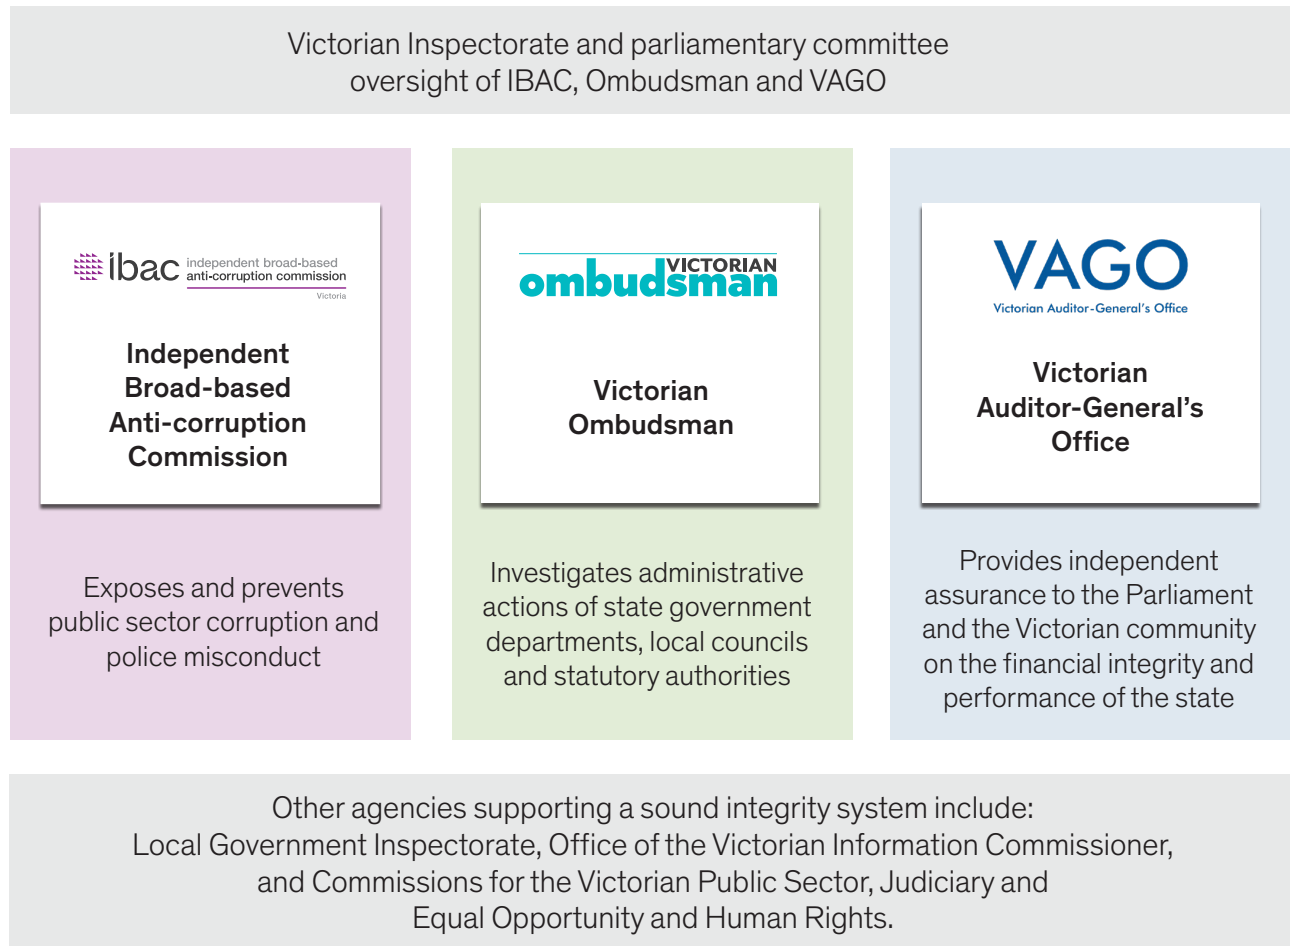 Victorian Inspectorate and parliamentary committee
oversight of IBAC, Ombudsman and VAGO
ibac independent broad-based
anti-corruption commission
Victoria
Independent
Broad-based
Anti-corruption
Commission
Exposes and prevents
public sector corruption and
police misconduct
VICTORIAN
ombudsman
Victorian
Ombudsman
Investigates administrative
actions of state government
departments, local councils
and statutory authorities
VAGO
Victorian Auditor-General's Office
Victorian
Auditor-General’s
Office
Provides independent
assurance to the Parliament
and the Victorian community
on the financial integrity and
performance of the state
Other agencies supporting a sound integrity system include:
Local Government Inspectorate, Office of the Victorian Information Commissioner,
and Commissions for the Victorian Public Sector, Judiciary and
Equal Opportunity and Human Rights.